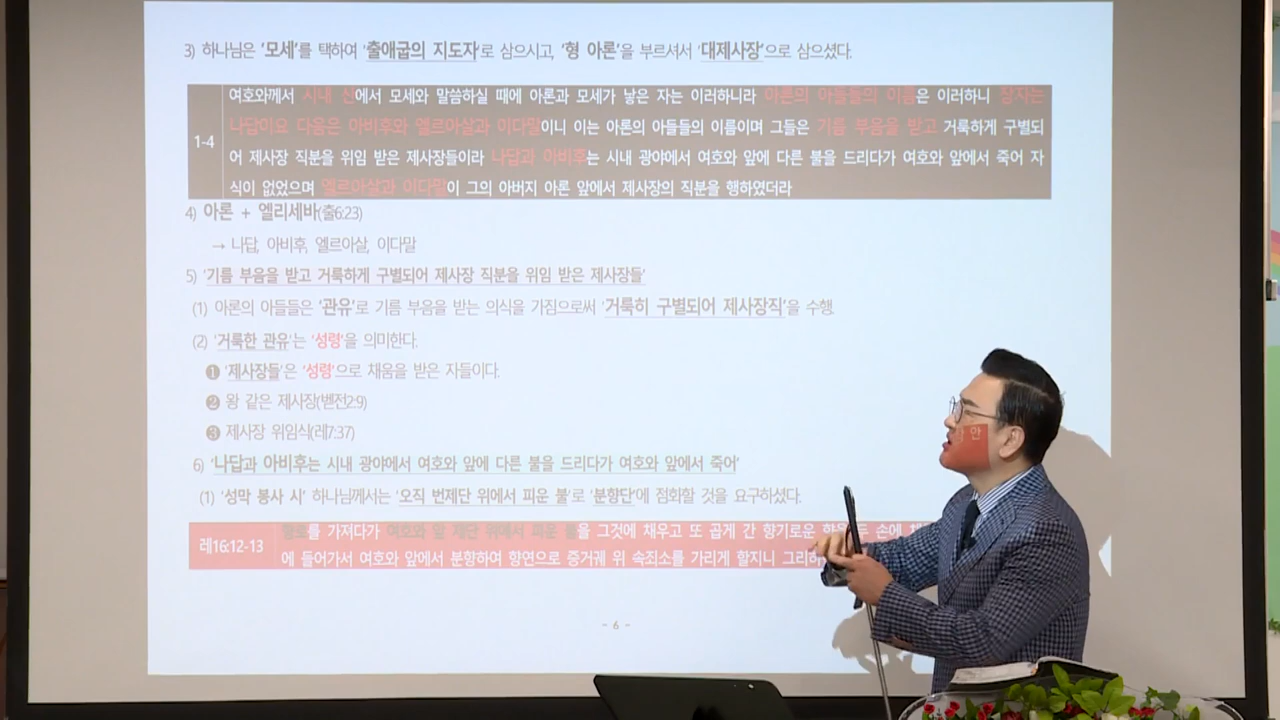 3) 하나님은 '모세'를 택하여 '출애굽의 지도자'로 삼으시고, '형 아론'을 부르셔서 '대제사장'으로 삼으셨다.
1-4
여호와께서 시내 산에서 모세와 말씀하실 때에 아론과 모세가 낳은 자는 이러하니라 아론의 아들들의 이름은 이러하니 장자는
나답이요 다음은 아비후와 엘르아살과 이다말이니 이는 아론의 아들들의 이름이며 그들은 기름 부음을 받고 거룩하게 구별되
어 제사장 직분을 위임 받은 제사장들이라 나답과 아비후는 시내 광야에서 여호와 앞에 다른 불을 드리다가 여호와 앞에서 죽어 자
식이 없었으며 엘르아살과 이다말이 그의 아버지 아론 앞에서 제사장의 직분을 행하였더라
4) 아론 + 엘리세바(출6:23)
→ 나답, 아비후, 엘르아살, 이다말
5) '기름 부음을 받고 거룩하게 구별되어 제사장 직분을 위임 받은 제사장들'
(1) 아론의 아들들은 '관유'로 기름 부음을 받는 의식을 가짐으로써 '거룩히 구별되어 제사장직'을 수행.
(2) '거룩한 관유'는 '성령'을 의미한다.
❶ '제사장들'은 '성령'으로 채움을 받은 자들이다.
❷ 왕 같은 제사장(벧전2:9)
❸ 제사장 위임식(레7:37)
6) '나답과 아비후는 시내 광야에서 여호와 앞에 다른 불을 드리다가 여호와 앞에서 죽어'
(1) '성막 봉사 시' 하나님께서는 '오직 번제단 위에서 피운 불'로 '분향단'에 점화할 것을 요구하셨다.
레16:12-13
향로를 가져다가 여호와 앞 제단 위에서 피운 불을 그것에 채우고 또 곱게 간 향기로운 향을 두 손에
에 들어가서 여호와 앞에서 분향하여 향연으로 증거궤 위 속죄소를 가리게 할지니 그리하
- 6 -